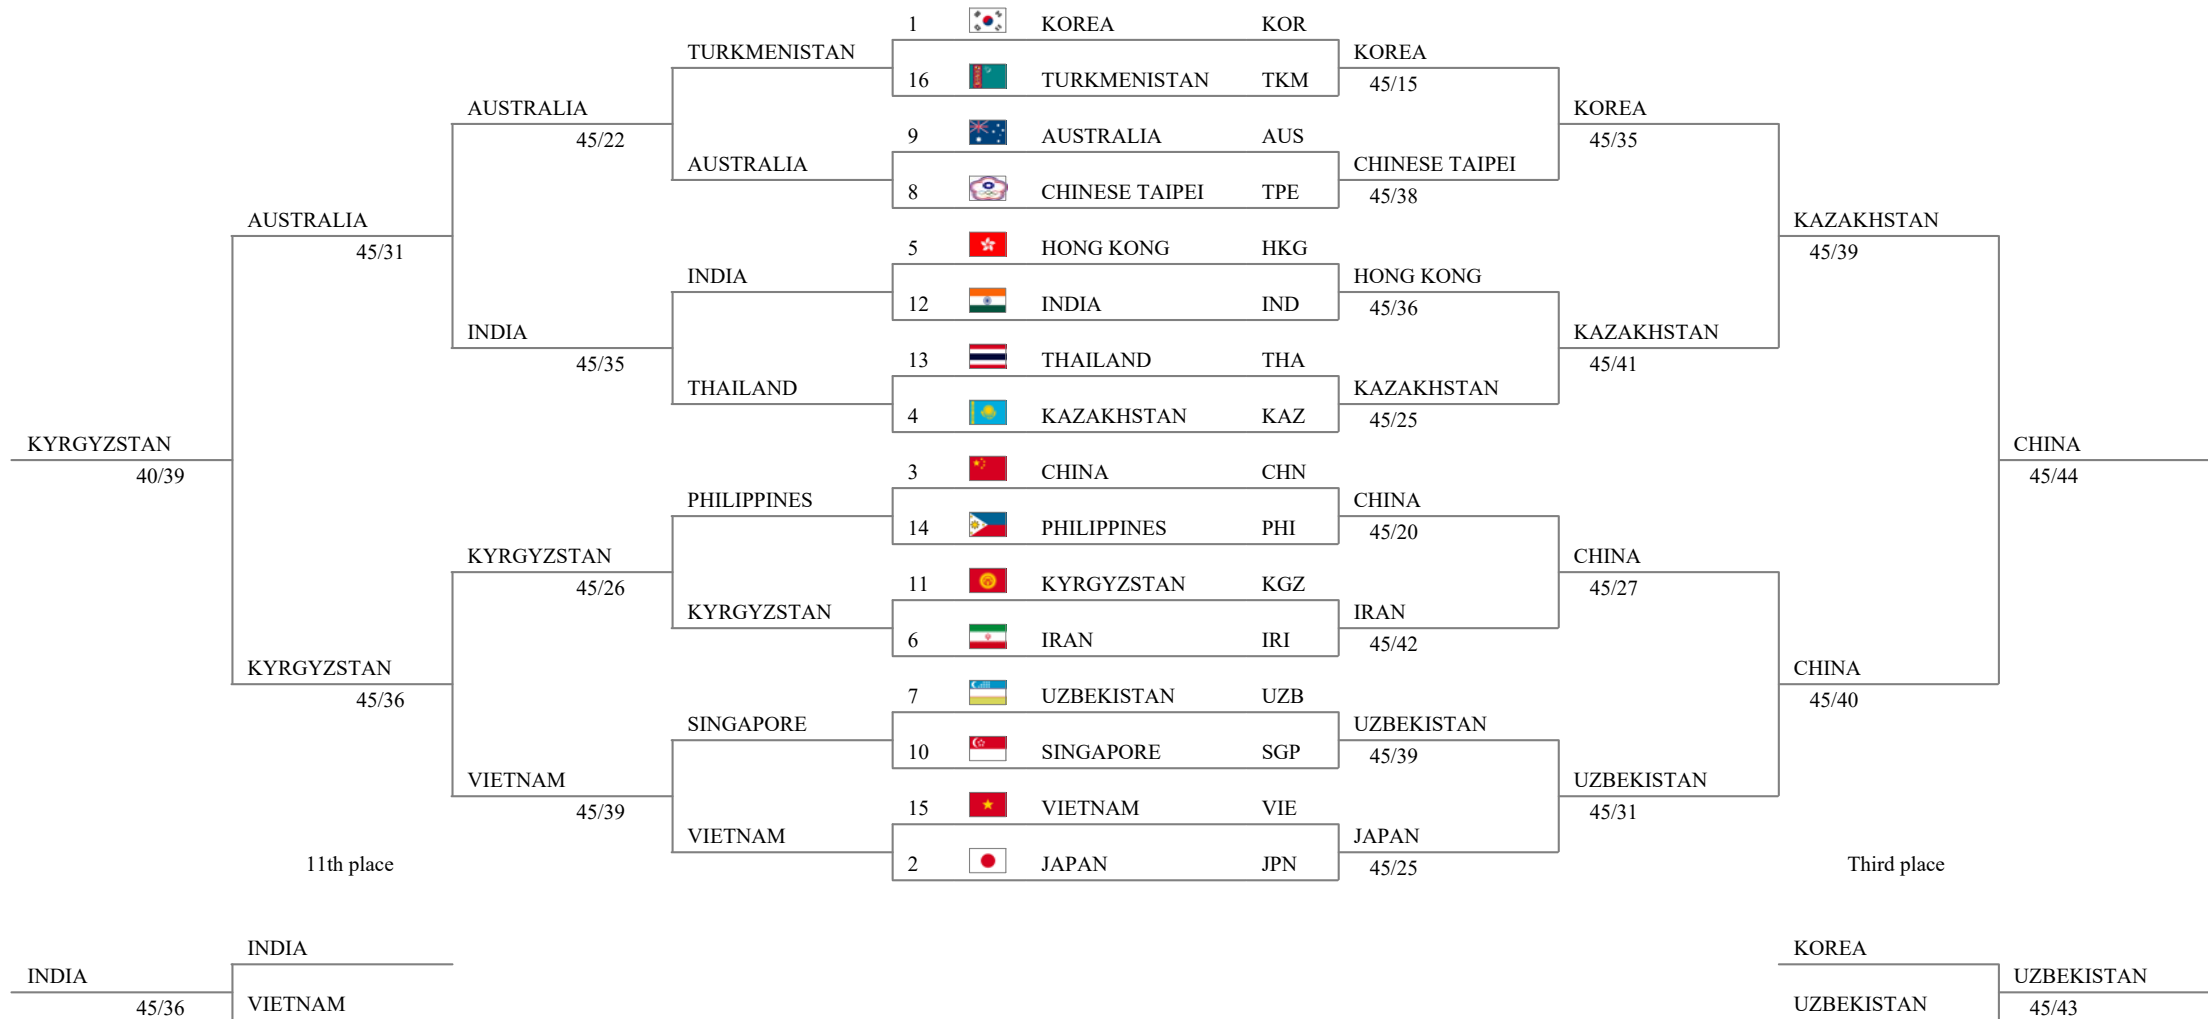 1 KOREA KOR
TURKMENISTAN KOREA
16 TURKMENISTAN TKM 45/15
AUSTRALIA KOREA
45/22 9 AUSTRALIA AUS 45/35
AUSTRALIA CHINESE TAIPEI
8 CHINESE TAIPEI TPE 45/38
AUSTRALIA KAZAKHSTAN
45/31 5 HONG KONG HKG 45/39
INDIA HONG KONG
12 INDIA IND 45/36
INDIA KAZAKHSTAN
45/35 13 THAILAND THA 45/41
THAILAND KAZAKHSTAN
4 KAZAKHSTAN KAZ 45/25
KYRGYZSTAN CHINA
40/39 3 CHINA CHN 45/44
PHILIPPINES CHINA
14 PHILIPPINES PHI 45/20
KYRGYZSTAN CHINA
45/26 11 KYRGYZSTAN KGZ 45/27
KYRGYZSTAN IRAN
6 IRAN IRI 45/42
KYRGYZSTAN CHINA
45/36 7 UZBEKISTAN UZB 45/40
SINGAPORE UZBEKISTAN
10 SINGAPORE SGP 45/39
VIETNAM UZBEKISTAN
45/39 15 VIETNAM VIE 45/31
VIETNAM JAPAN
11th place 2 JAPAN JPN 45/25 Third place
INDIA KOREA
INDIA UZBEKISTAN
45/36 VIETNAM UZBEKISTAN 45/43